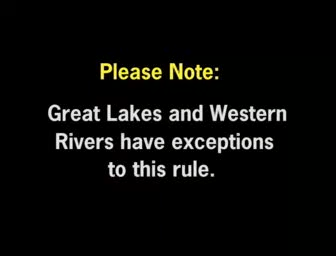 Please Note:
Great Lakes and Western
Rivers have exceptions
to this rule.